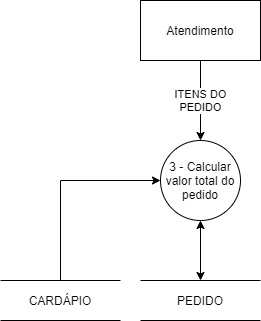 Atendimento
ITENS DO
PEDIDO
3 - Calcular
valor total do
pedido
CARDÁPIO
PEDIDO